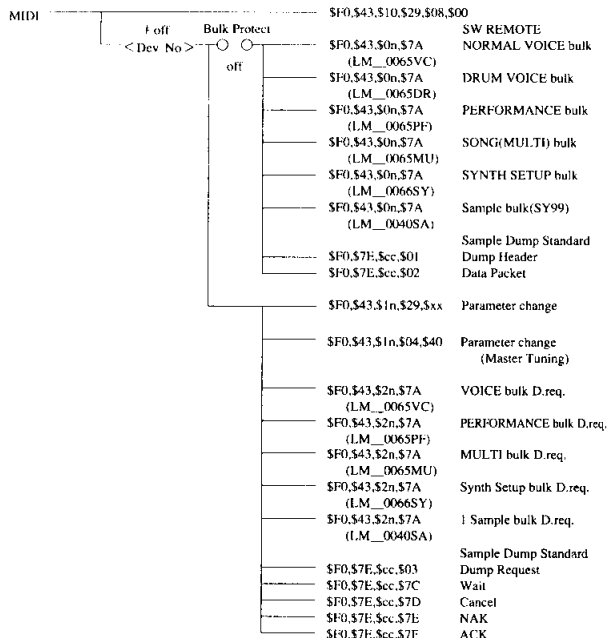 MIDI
$F0,$43,$10,$29,$08,$00
SW REMOTE
off Bulk Protect
<Dev No>
off
$F0,$43,$0n,$7A NORMAL VOICE bulk
(LM__0065VC)
$F0,$43,$0n,$7A DRUM VOICE bulk
(LM__0065DR)
$F0,$43,$0n,$7A PERFORMANCE bulk
(LM__0065PF)
$F0,$43,$0n,$7A SONG(MULTI) bulk
(LM__0065MU)
$F0,$43,$0n,$7A SYNTH SETUP bulk
(LM__0066SY)
$F0,$43,$0n,$7A Sample bulk(SY99)
(LM__0040SA)
Sample Dump Standard
$F0,$7E,$cc,$01 Dump Header
$F0,$7E,$cc,$02 Data Packet
$F0,$43,$1n,$29,$xx Parameter change
$F0,$43,$1n,$04,$40 Parameter change
(Master Tuning)
$F0,$43,$2n,$7A VOICE bulk D.req.
(LM__0065VC)
$F0,$43,$2n,$7A PERFORMANCE bulk D.req.
(LM__0065PF)
$F0,$43,$2n,$7A MULTI bulk D.req.
(LM__0065MU)
$F0,$43,$2n,$7A Synth Setup bulk D.req.
(LM__0066SY)
$F0,$43,$2n,$7A 1 Sample bulk D.req.
(LM__0040SA)
Sample Dump Standard
$F0,$7E,$cc,$03 Dump Request
$F0,$7E,$cc,$7C Wait
$F0,$7E,$cc,$7D Cancel
$F0,$7E,$cc,$7E NAK
$F0,$7E,$cc,$7F ACK